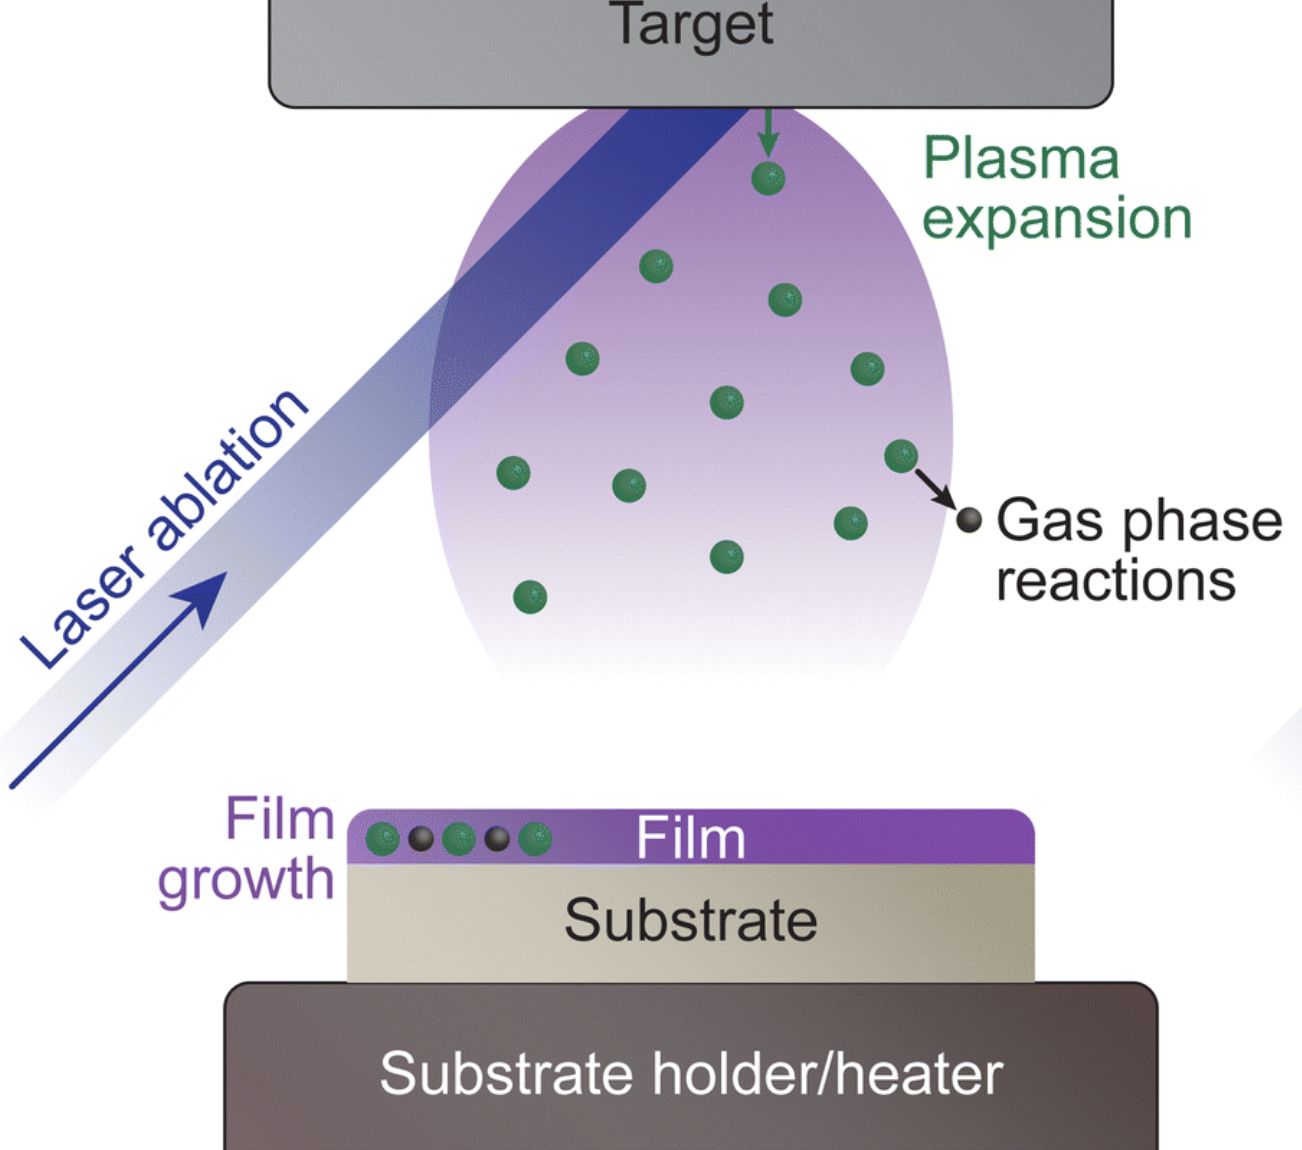 Target
Plasma
expansion
Laser ablation
Gas phase
reactions
Film
growth
Film
Substrate
Substrate holder/heater